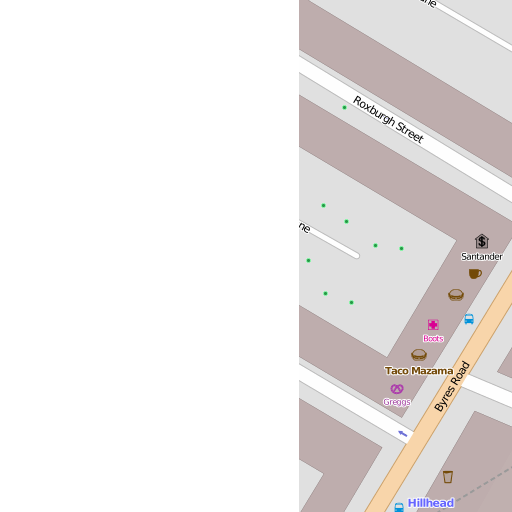 Roxburgh Street
Santander
Boots
Taco Mazama
Greggs
Byres Road
Hillhead